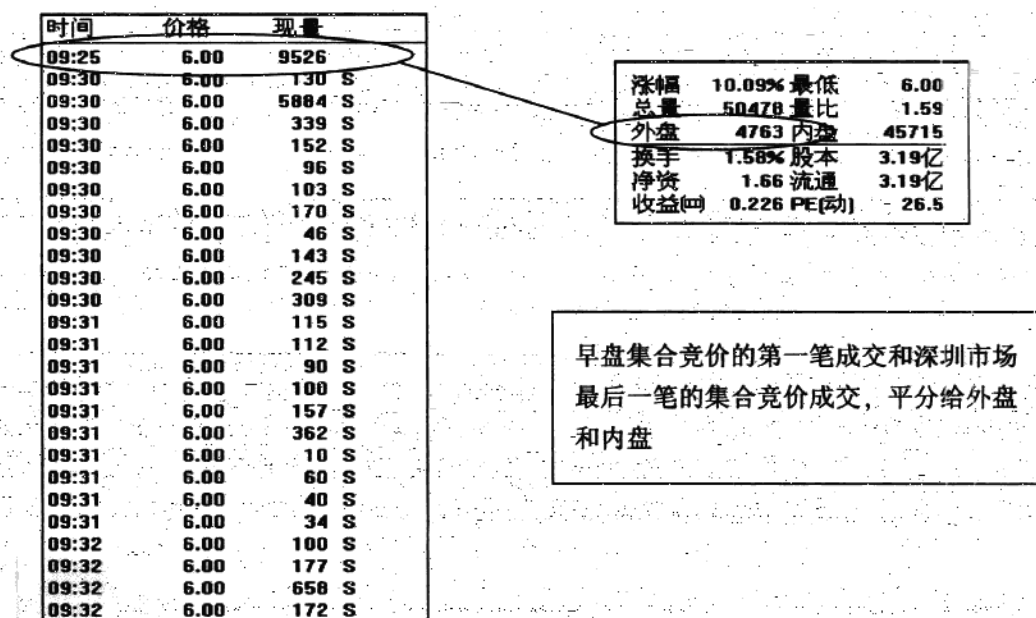 时间 价格 现量
09:25 6.00 9526
09:30 6.00 130 S
09:30 6.00 5884 S
09:30 6.00 339 S
09:30 6.00 152 S
09:30 6.00 96 S
09:30 6.00 103 S
09:30 6.00 170 S
09:30 6.00 46 S
09:30 6.00 143 S
09:30 6.00 245 S
09:30 6.00 309 S
09:31 6.00 115 S
09:31 6.00 112 S
09:31 6.00 90 S
09:31 6.00 100 S
09:31 6.00 157 S
09:31 6.00 362 S
09:31 6.00 10 S
09:31 6.00 60 S
09:31 6.00 40 S
09:31 6.00 34 S
09:32 6.00 100 S
09:32 6.00 177 S
09:32 6.00 658 S
09:32 6.00 172 S
涨幅 10.09% 最低 6.00
总量 50478 量比 1.59
外盘 4763 内盘 45715
换手 1.58% 股本 3.19亿
净资 1.66 流通 3.19亿
收益㈣ 0.226 PE(动) 26.5
早盘集合竞价的第一笔成交和深圳市场
最后一笔的集合竞价成交，平分给外盘
和内盘